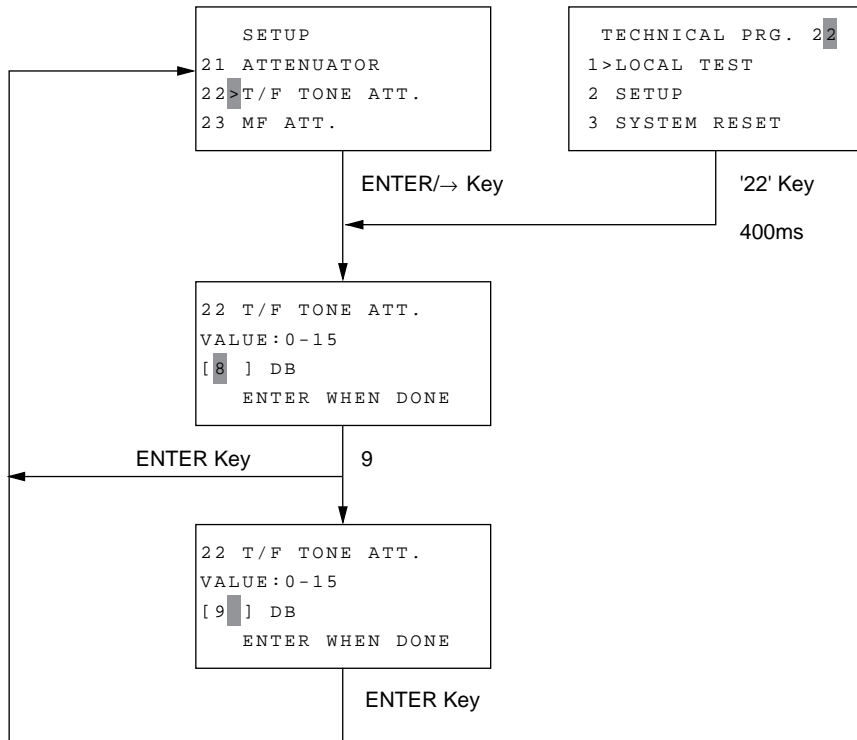 SETUP
21 ATTENUATOR
22>T/F TONE ATT.
23 MF ATT.
TECHNICAL PRG. 22
1>LOCAL TEST
2 SETUP
3 SYSTEM RESET
ENTER/→ Key
'22' Key
400ms
22 T/F TONE ATT.
VALUE:0-15
[8 ] DB
ENTER WHEN DONE
ENTER Key
9
22 T/F TONE ATT.
VALUE:0-15
[9 ] DB
ENTER WHEN DONE
ENTER Key